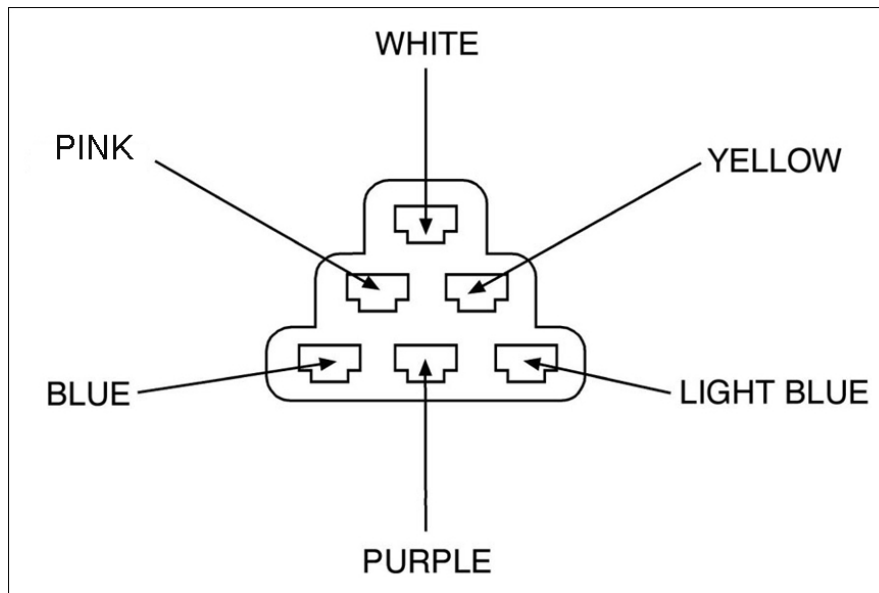 WHITE
PINK
YELLOW
BLUE
LIGHT BLUE
PURPLE